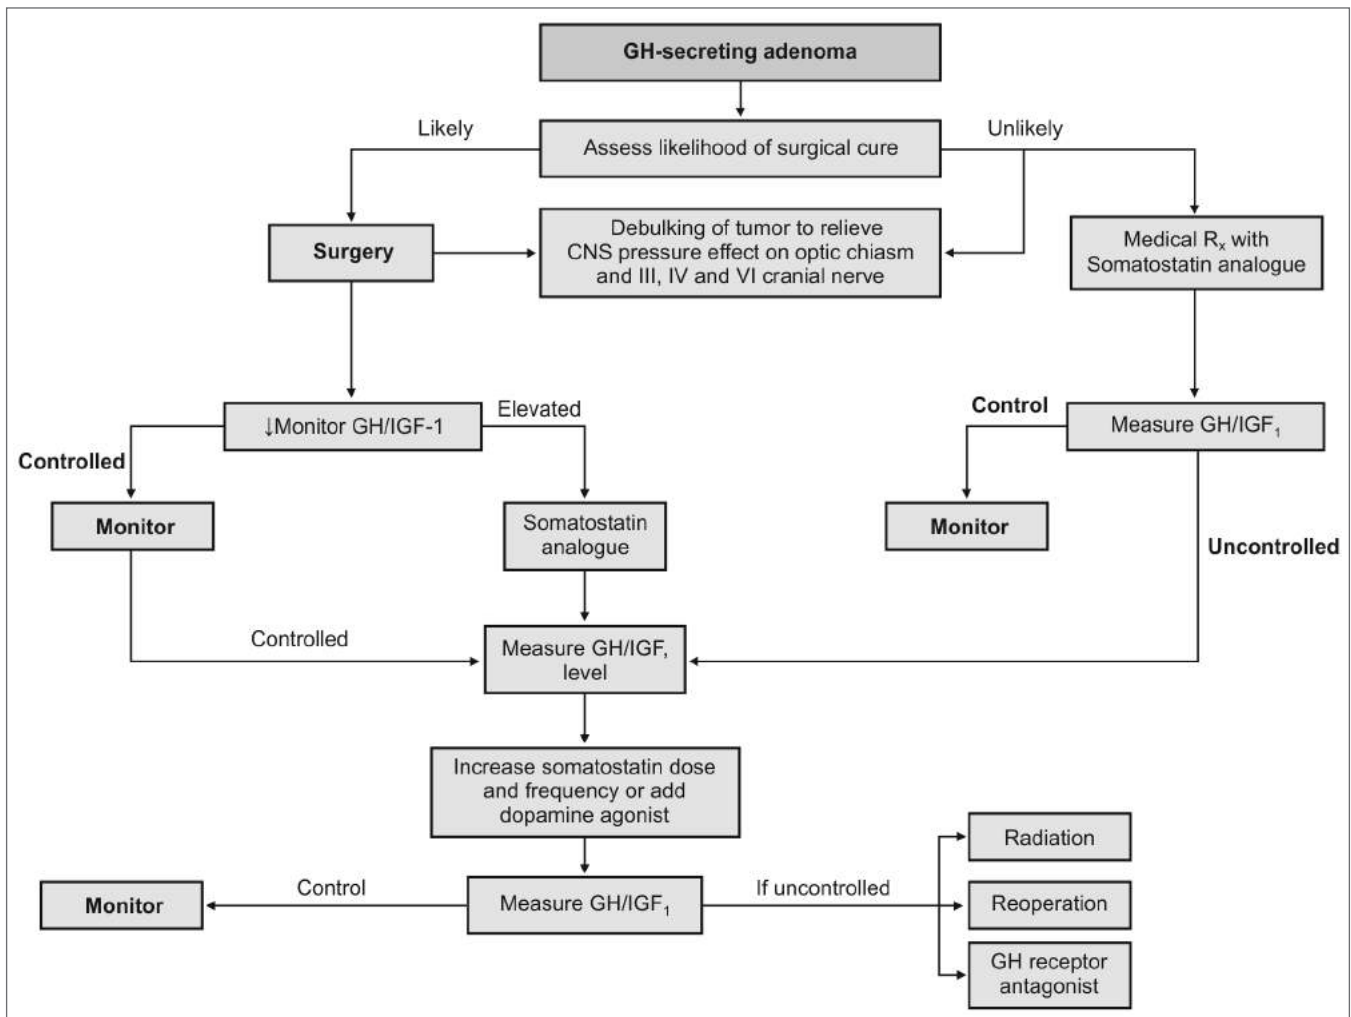 GH-secreting adenoma
Likely
Unlikely
Assess likelihood of surgical cure
Surgery
Debulking of tumor to relieve
CNS pressure effect on optic chiasm
and III, IV and VI cranial nerve
Medical Rₓ with
Somatostatin analogue
↓Monitor GH/IGF-1
Elevated
Control
Measure GH/IGF₁
Controlled
Monitor
Somatostatin
analogue
Monitor
Uncontrolled
Controlled
Measure GH/IGF,
level
Increase somatostatin dose
and frequency or add
dopamine agonist
Radiation
Monitor
Control
Measure GH/IGF₁
If uncontrolled
Reoperation
GH receptor
antagonist